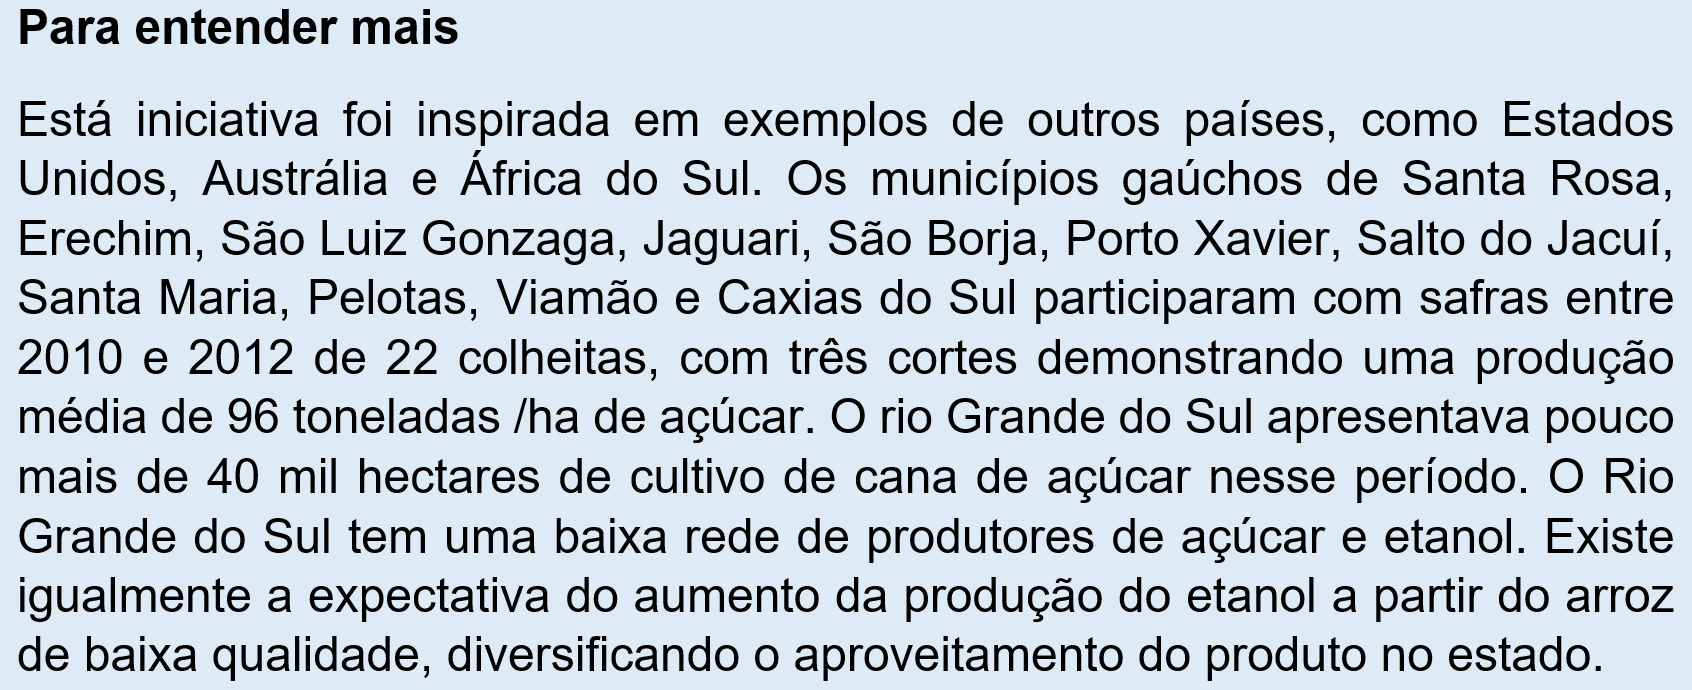 Para entender mais
Está iniciativa foi inspirada em exemplos de outros países, como Estados
Unidos, Austrália e África do Sul. Os municípios gaúchos de Santa Rosa,
Erechim, São Luiz Gonzaga, Jaguari, São Borja, Porto Xavier, Salto do Jacuí,
Santa Maria, Pelotas, Viamão e Caxias do Sul participaram com safras entre
2010 e 2012 de 22 colheitas, com três cortes demonstrando uma produção
média de 96 toneladas /ha de açúcar. O rio Grande do Sul apresentava pouco
mais de 40 mil hectares de cultivo de cana de açúcar nesse período. O Rio
Grande do Sul tem uma baixa rede de produtores de açúcar e etanol. Existe
igualmente a expectativa do aumento da produção do etanol a partir do arroz
de baixa qualidade, diversificando o aproveitamento do produto no estado.